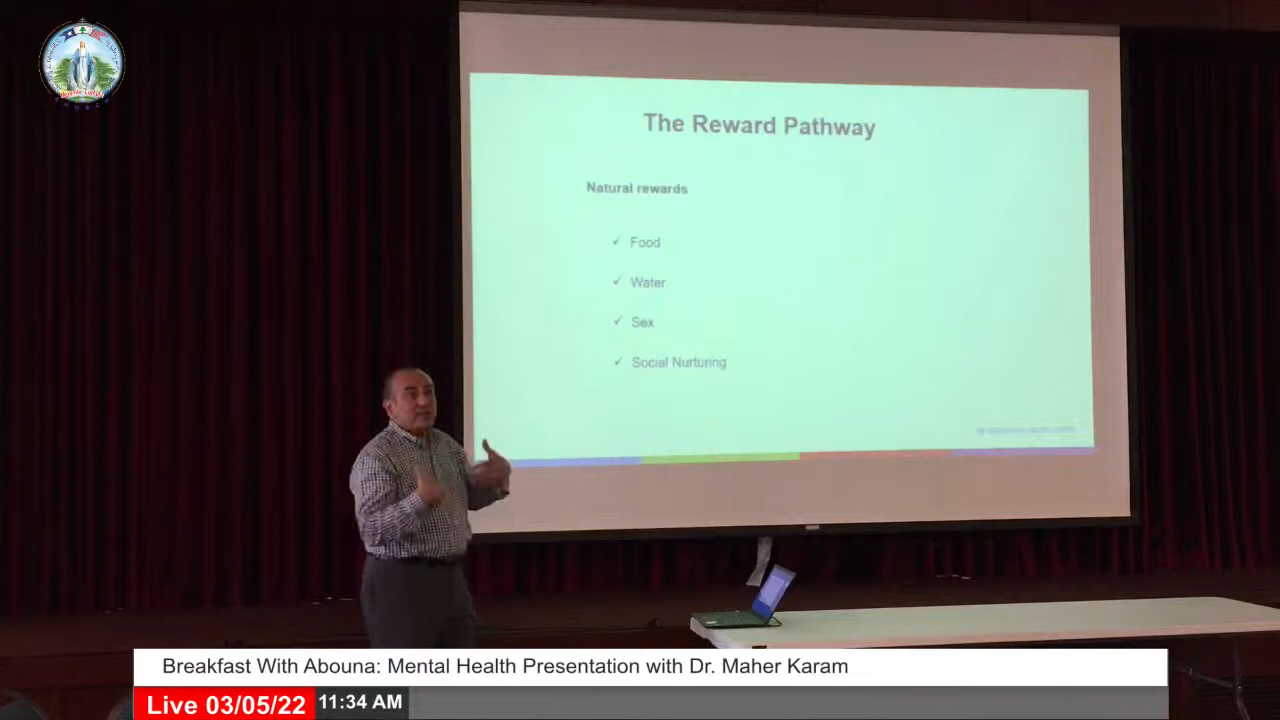 The Reward Pathway
Natural rewards
✓ Food
✓ Water
✓ Sex
✓ Social Nurturing
Breakfast With Abouna: Mental Health Presentation with Dr. Maher Karam
Live 03/05/22 11:34 AM